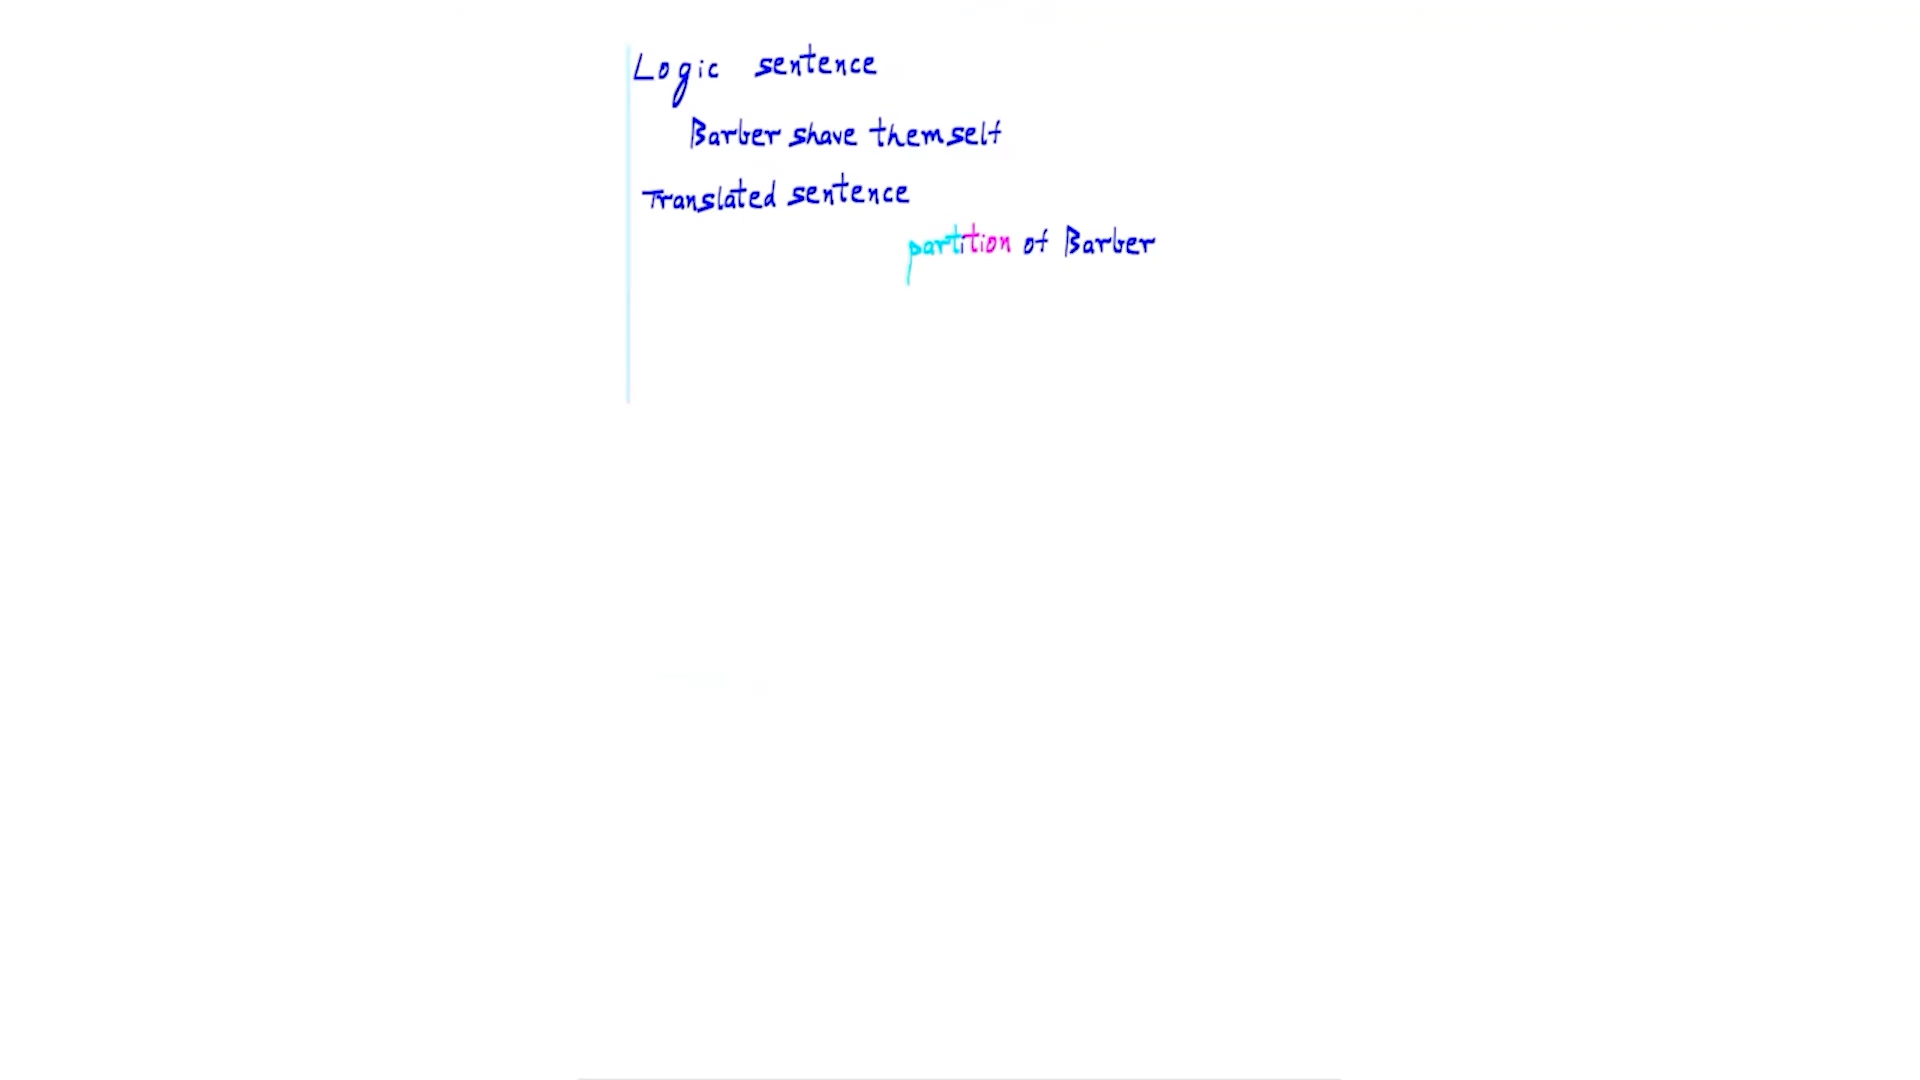 Logic sentence
Barber shave themself
Translated sentence
partition of Barber